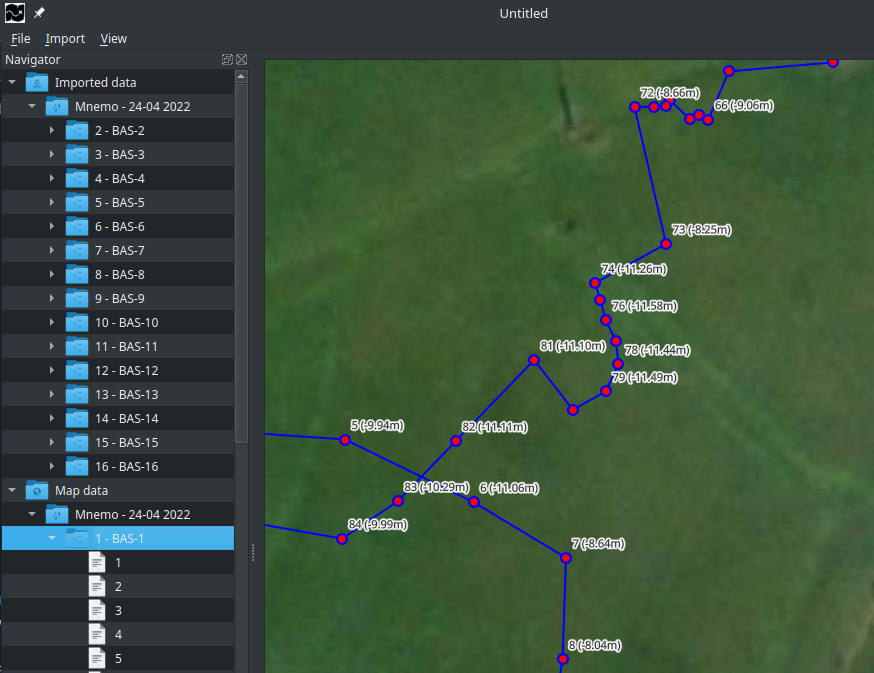 Untitled
File Import View
Navigator
Imported data
Mnemo - 24-04 2022
2 - BAS-2
3 - BAS-3
4 - BAS-4
5 - BAS-5
6 - BAS-6
7 - BAS-7
8 - BAS-8
9 - BAS-9
10 - BAS-10
11 - BAS-11
12 - BAS-12
13 - BAS-13
14 - BAS-14
15 - BAS-15
16 - BAS-16
Map data
Mnemo - 24-04 2022
1 - BAS-1
1
2
3
4
5
72 (-8.66m)
66 (-9.06m)
73 (-8.25m)
74 (-11.26m)
76 (-11.58m)
81 (-11.10m)
78 (-11.44m)
79 (-11.49m)
5 (-9.94m)
82 (-11.11m)
83 (-10.29m)
6 (-11.06m)
84 (-9.99m)
7 (-8.64m)
8 (-8.04m)